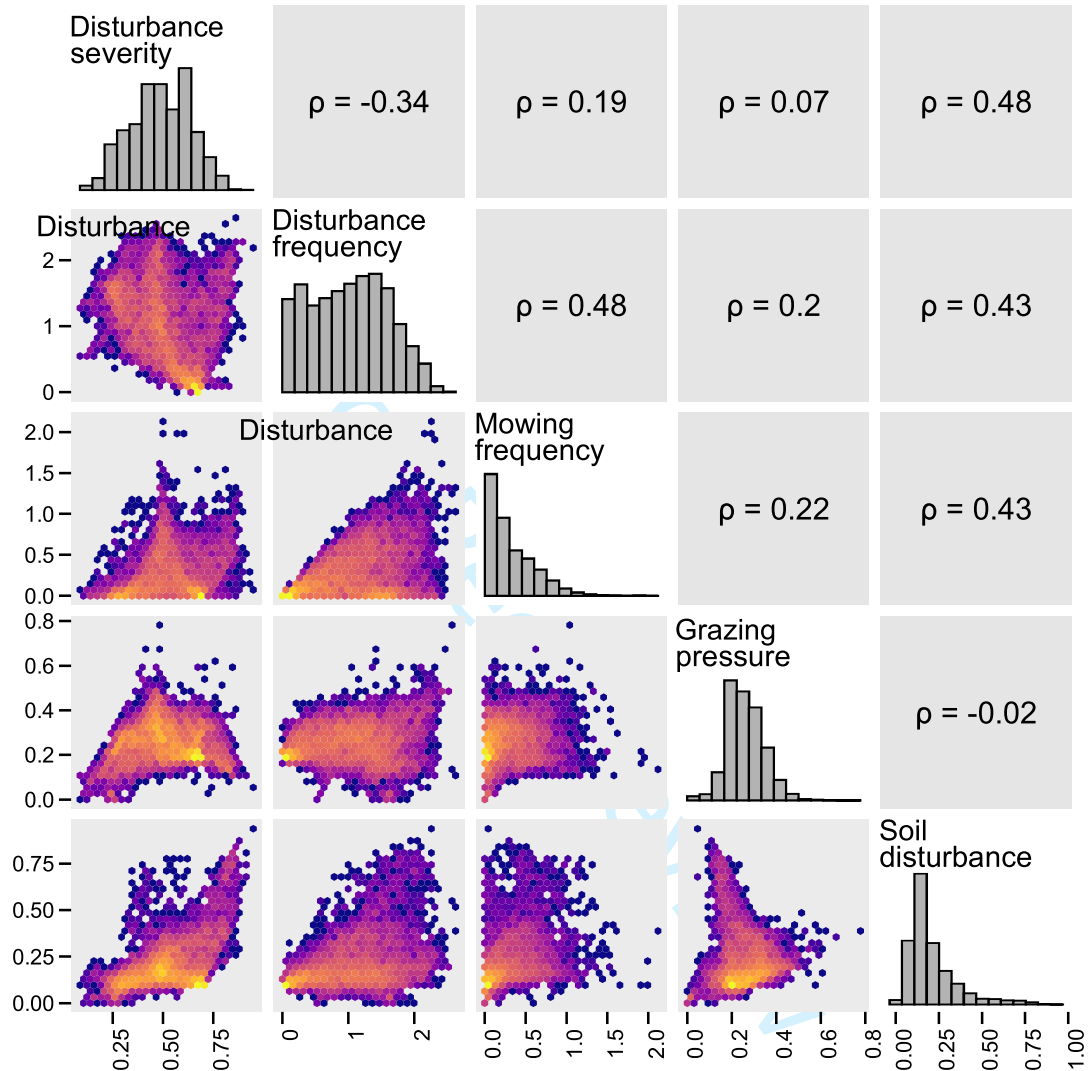 Disturbance
severity
ρ = -0.34
ρ = 0.19
ρ = 0.07
ρ = 0.48
Disturbance
Disturbance
frequency
ρ = 0.48
ρ = 0.2
ρ = 0.43
2
1
0
Disturbance
Mowing
frequency
ρ = 0.22
ρ = 0.43
2.0
1.5
1.0
0.5
0.0
Grazing
pressure
ρ = -0.02
0.8
0.6
0.4
0.2
0.0
Soil
disturbance
0.75
0.50
0.25
0.00
0.25 0.50 0.75
0 1 2
0.0 0.5 1.0 1.5 2.0
0.0 0.2 0.4 0.6 0.8
0.00 0.25 0.50 0.75 1.00